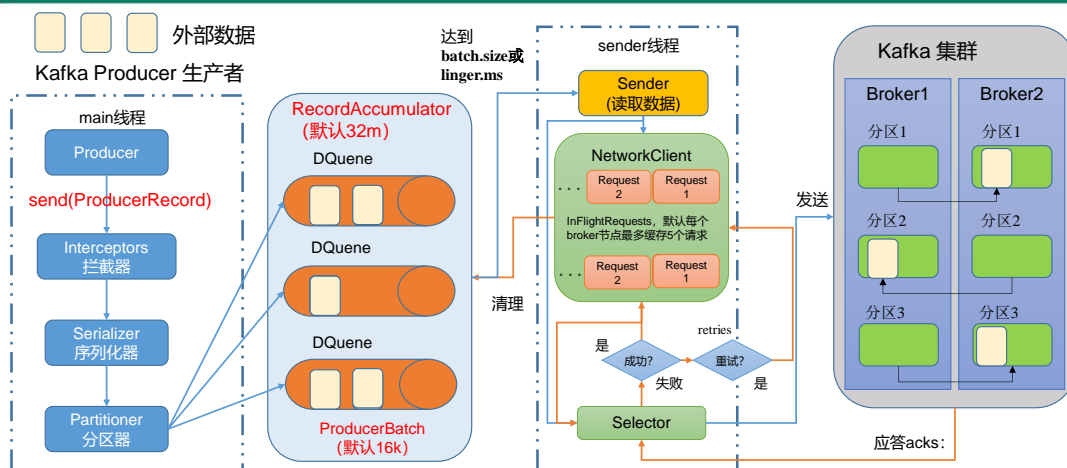 外部数据
Kafka Producer 生产者
main线程
Producer
send(ProducerRecord)
Interceptors
拦截器
Serializer
序列化器
Partitioner
分区器
RecordAccumulator
(默认32m)
DQuene
DQuene
DQuene
ProducerBatch
(默认16k)
达到
batch.size或
linger.ms
清理
sender线程
Sender
(读取数据)
NetworkClient
...
Request
2
Request
1
InFlightRequests，默认每个
broker节点最多缓存5个请求
...
Request
2
Request
1
是
成功?
失败
retries
重试?
是
Selector
发送
Kafka 集群
Broker1
分区1
分区2
分区3
Broker2
分区1
分区2
分区3
应答acks: